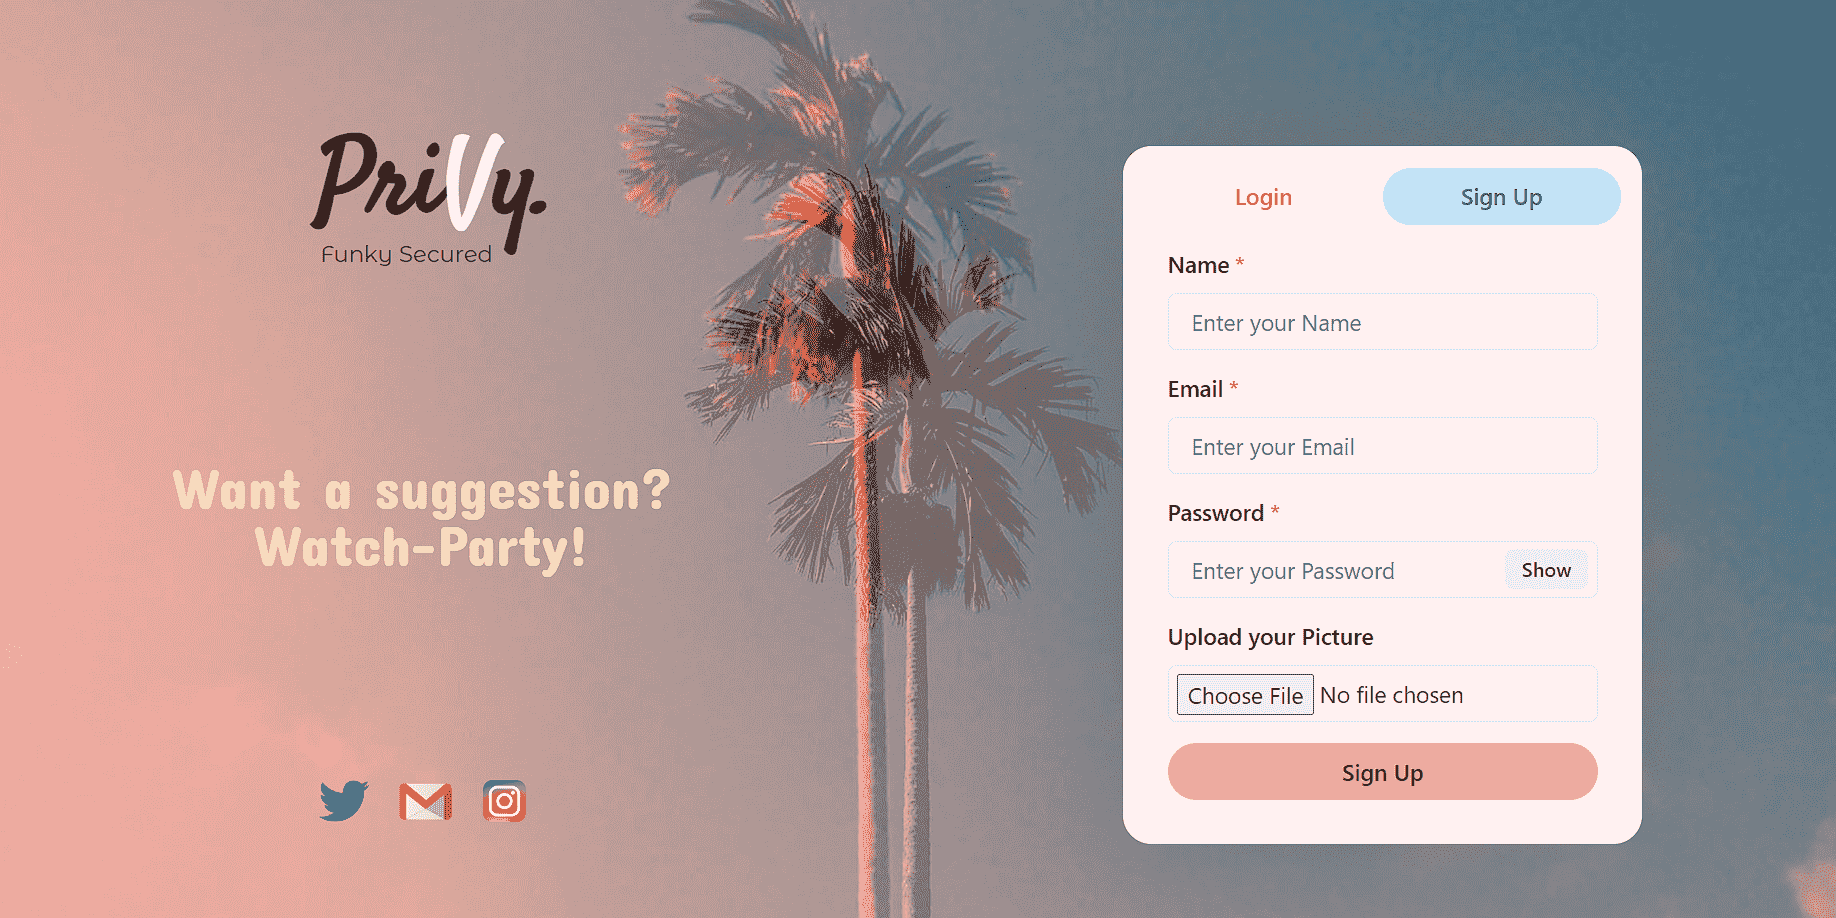 PriVy.
Funky Secured
Want a suggestion?
Watch-Party!
Login
Sign Up
Name *
Enter your Name
Email *
Enter your Email
Password *
Enter your Password
Show
Upload your Picture
Choose File No file chosen
Sign Up